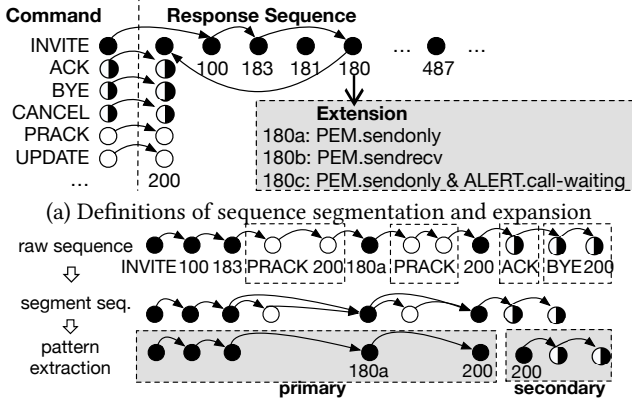 Command Response Sequence
INVITE ... ...
ACK 100 183 181 180 487
BYE
CANCEL Extension
PRACK 180a: PEM.sendonly
UPDATE 180b: PEM.sendrecv
... 200 180c: PEM.sendonly & ALERT.call-waiting
(a) Definitions of sequence segmentation and expansion
raw sequence
INVITE 100 183 PRACK 200 180a PRACK 200 ACK BYE 200
segment seq.
pattern
extraction 180a 200 200
primary secondary